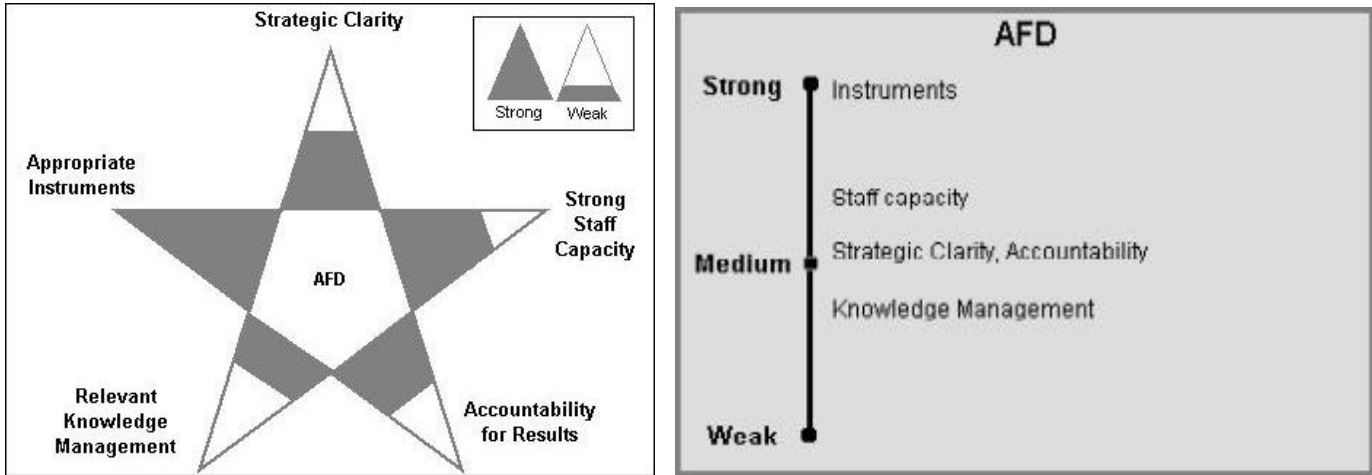 Strategic Clarity
Strong
Weak
Appropriate
Instruments
Strong
Staff
Capacity
AFD
Relevant
Knowledge
Management
Accountability
for Results
AFD
Strong
Instruments
Staff capacity
Medium
Strategic Clarity, Accountability
Knowledge Management
Weak